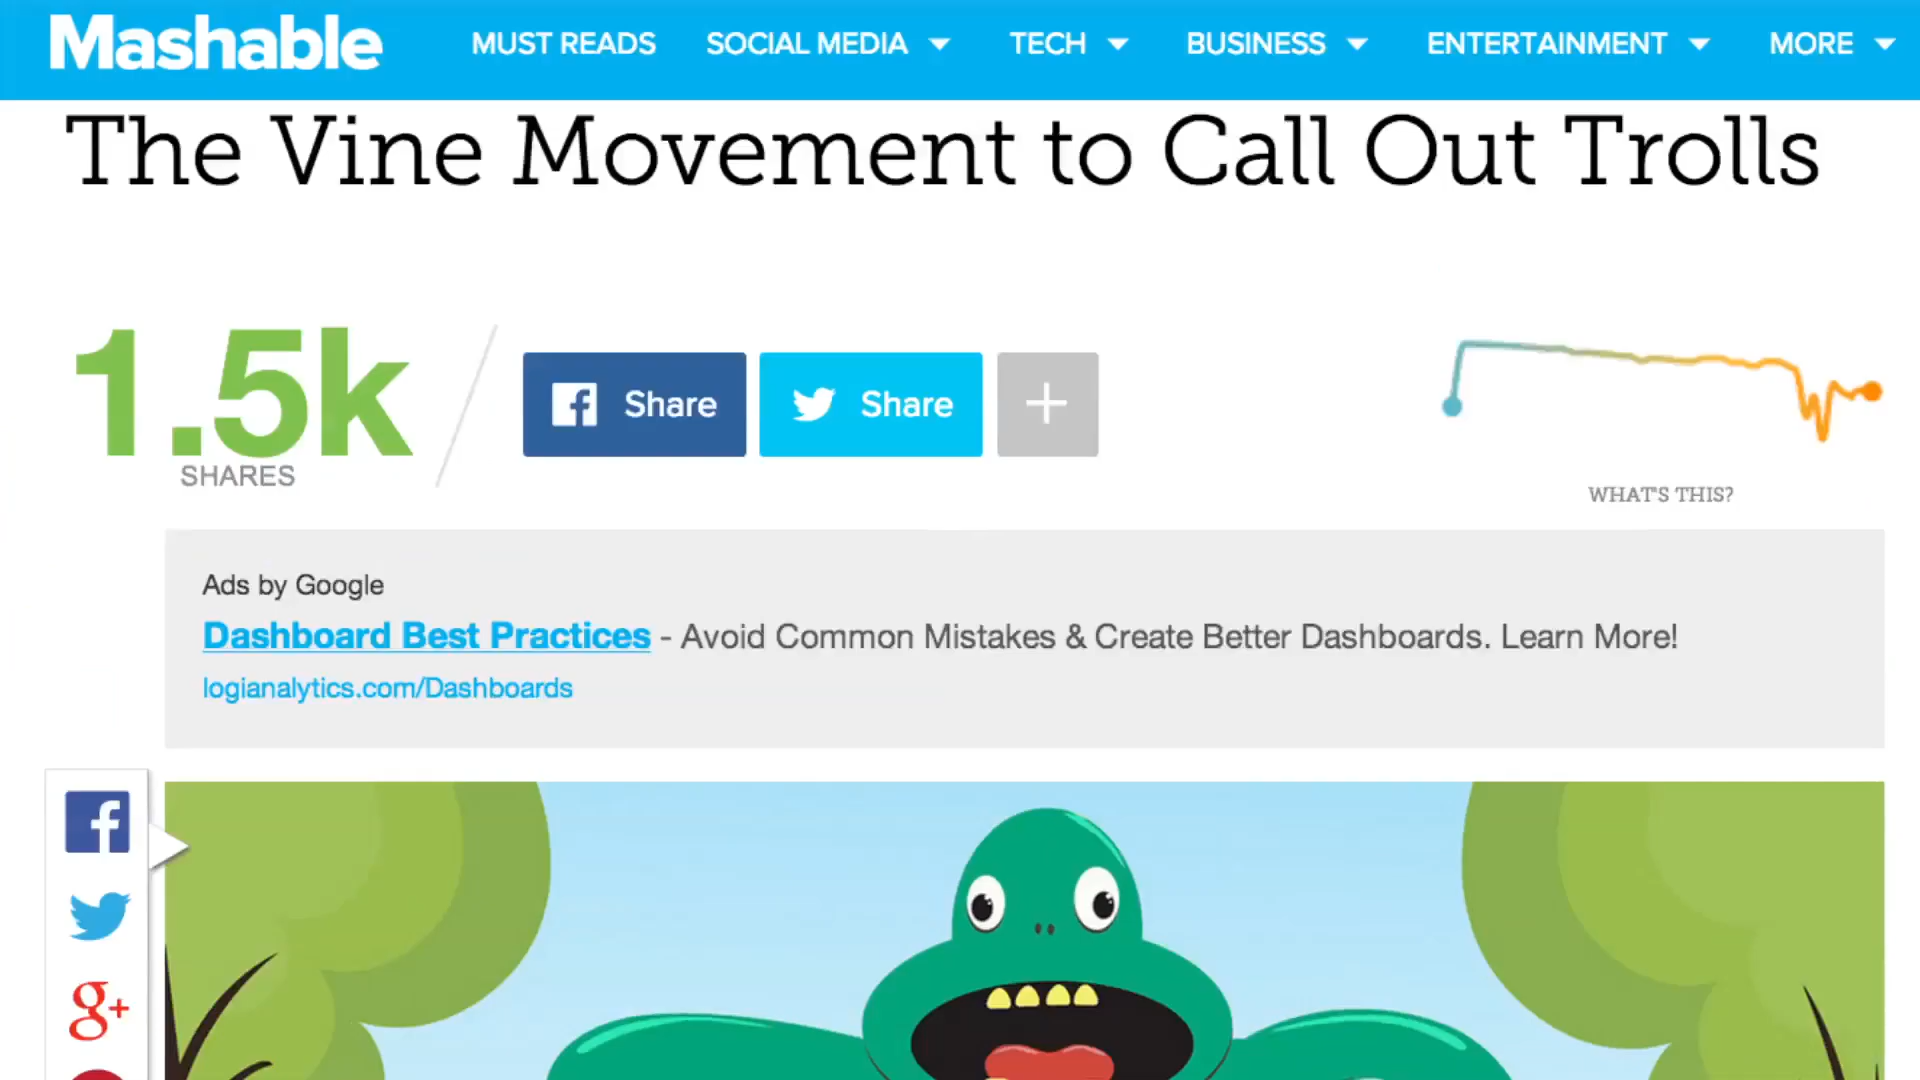 Mashable MUST READS SOCIAL MEDIA TECH BUSINESS ENTERTAINMENT MORE
The Vine Movement to Call Out Trolls
1.5k
SHARES
Share Share +
WHAT'S THIS?
Ads by Google
Dashboard Best Practices - Avoid Common Mistakes & Create Better Dashboards. Learn More!
logianalytics.com/Dashboards
g+